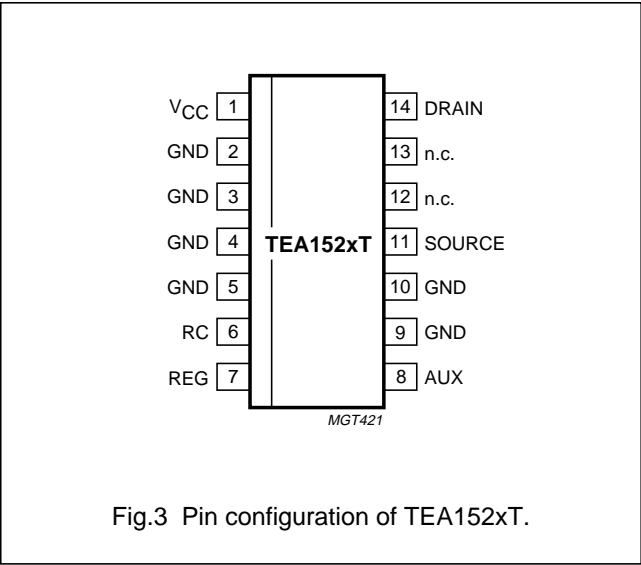 VCC 1 14 DRAIN
GND 2 13 n.c.
GND 3 12 n.c.
GND 4 TEA152xT 11 SOURCE
GND 5 10 GND
RC 6 9 GND
REG 7 8 AUX
MGT421
Fig.3 Pin configuration of TEA152xT.